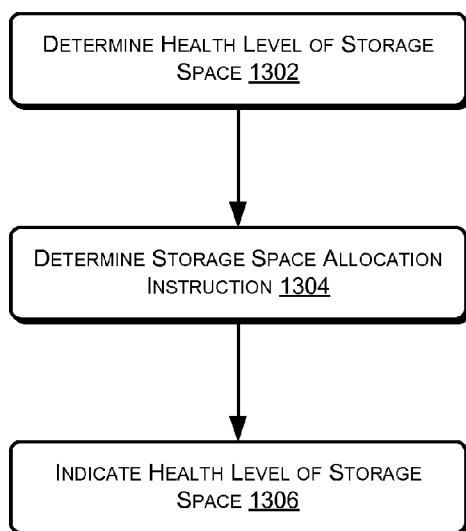 DETERMINE HEALTH LEVEL OF STORAGE
SPACE 1302
DETERMINE STORAGE SPACE ALLOCATION
INSTRUCTION 1304
INDICATE HEALTH LEVEL OF STORAGE
SPACE 1306